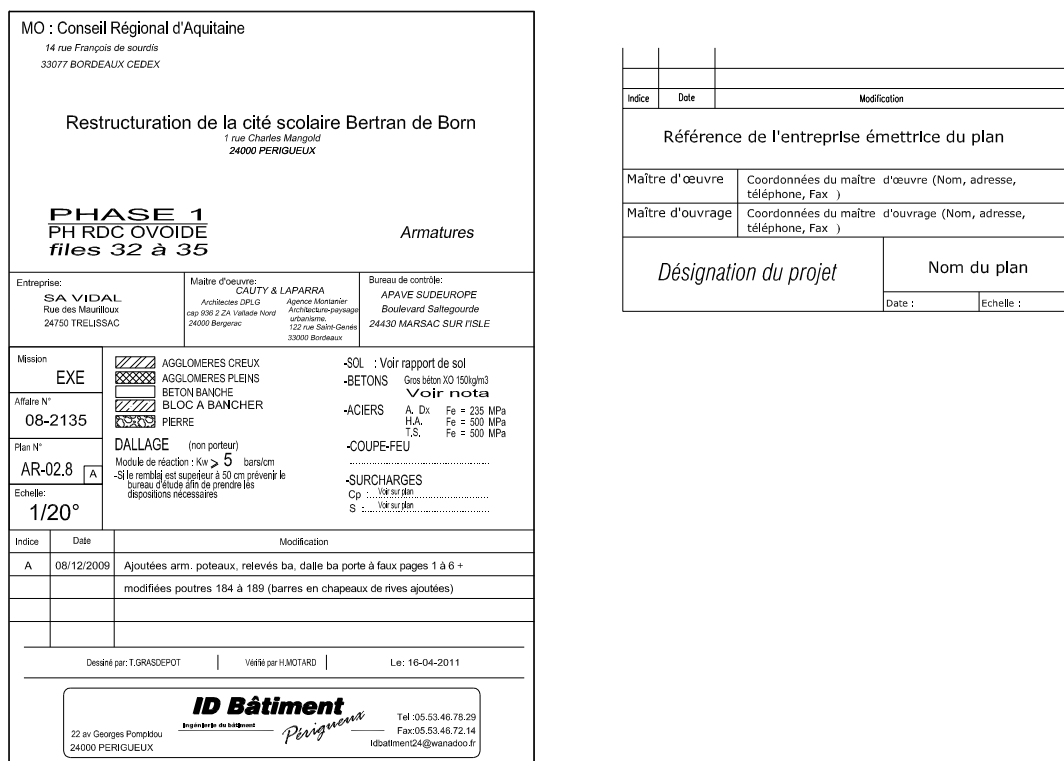 MO : Conseil Régional d'Aquitaine
14 rue François de sourdis
33077 BORDEAUX CEDEX
Restructuration de la cité scolaire Bertran de Born
1 rue Charles Mangold
24000 PERIGUEUX
PHASE 1
PH RDC OVOIDE
files 32 à 35
Armatures
Entreprise:
SA VIDAL
Rue des Maurilloux
24750 TRELISSAC
Maitre d'oeuvre:
CAUTY & LAPARRA
Architectes DPLG
cap 936 2 ZA Vallade Nord
24000 Bergerac
Agence Montanier
Architecture-paysage
urbanisme.
122 rue Saint-Genés
33000 Bordeaux
Bureau de contrôle:
APAVE SUDEUROPE
Boulevard Saltegourde
24430 MARSAC SUR l'ISLE
Mission
EXE
Affaire N°
08-2135
Plan N°
AR-02.8 A
Echelle:
1/20°
AGGLOMERES CREUX
AGGLOMERES PLEINS
BETON BANCHE
BLOC A BANCHER
PIERRE
DALLAGE (non porteur)
Module de réaction : Kw > 5 bars/cm
-Si le remblai est superieur à 50 cm prévenir le
bureau d'étude afin de prendre les
dispositions nécessaires
-SOL : Voir rapport de sol
-BETONS Gros béton XO 150kg/m3
Voir nota
-ACIERS A. Dx Fe = 235 MPa
H.A. Fe = 500 MPa
T.S. Fe = 500 MPa
-COUPE-FEU
-SURCHARGES
Cp : Voir sur plan
S : Voir sur plan
Indice Date Modification
A 08/12/2009 Ajoutées arm. poteaux, relevés ba, dalle ba porte à faux pages 1 à 6 +
modifiées poutres 184 à 189 (barres en chapeaux de rives ajoutées)
Dessiné par: T.GRASDEPOT Vérifié par H.MOTARD Le: 16-04-2011
ID Bâtiment
Ingénierie du bâtiment
Périgueux
22 av Georges Pompidou
24000 PERIGUEUX
Tel :05.53.46.78.29
Fax:05.53.46.72.14
idbatiment24@wanadoo.fr
Indice Date Modification
Référence de l'entreprise émettrice du plan
Maître d'œuvre Coordonnées du maître d'œuvre (Nom, adresse,
téléphone, Fax )
Maître d'ouvrage Coordonnées du maître d'ouvrage (Nom, adresse,
téléphone, Fax )
Désignation du projet
Nom du plan
Date : Echelle :